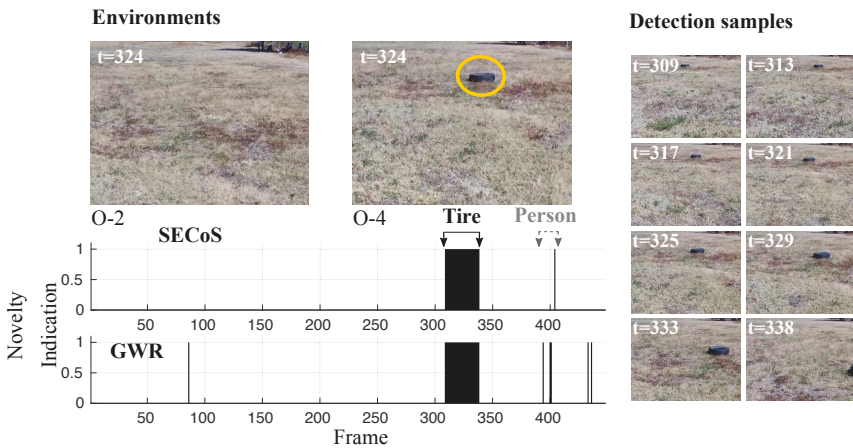 Environments
Detection samples
t=324
t=324
t=309
t=313
t=317
t=321
t=325
t=329
t=333
t=338
O-2
O-4
Tire
Person
SECoS
1
0.5
0
50 100 150 200 250 300 350 400
GWR
1
0.5
0
50 100 150 200 250 300 350 400
Novelty
Indication
Frame